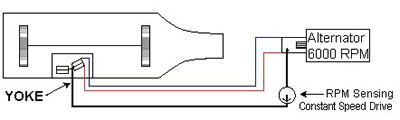 Alternator
6000 RPM
YOKE
RPM Sensing
Constant Speed Drive